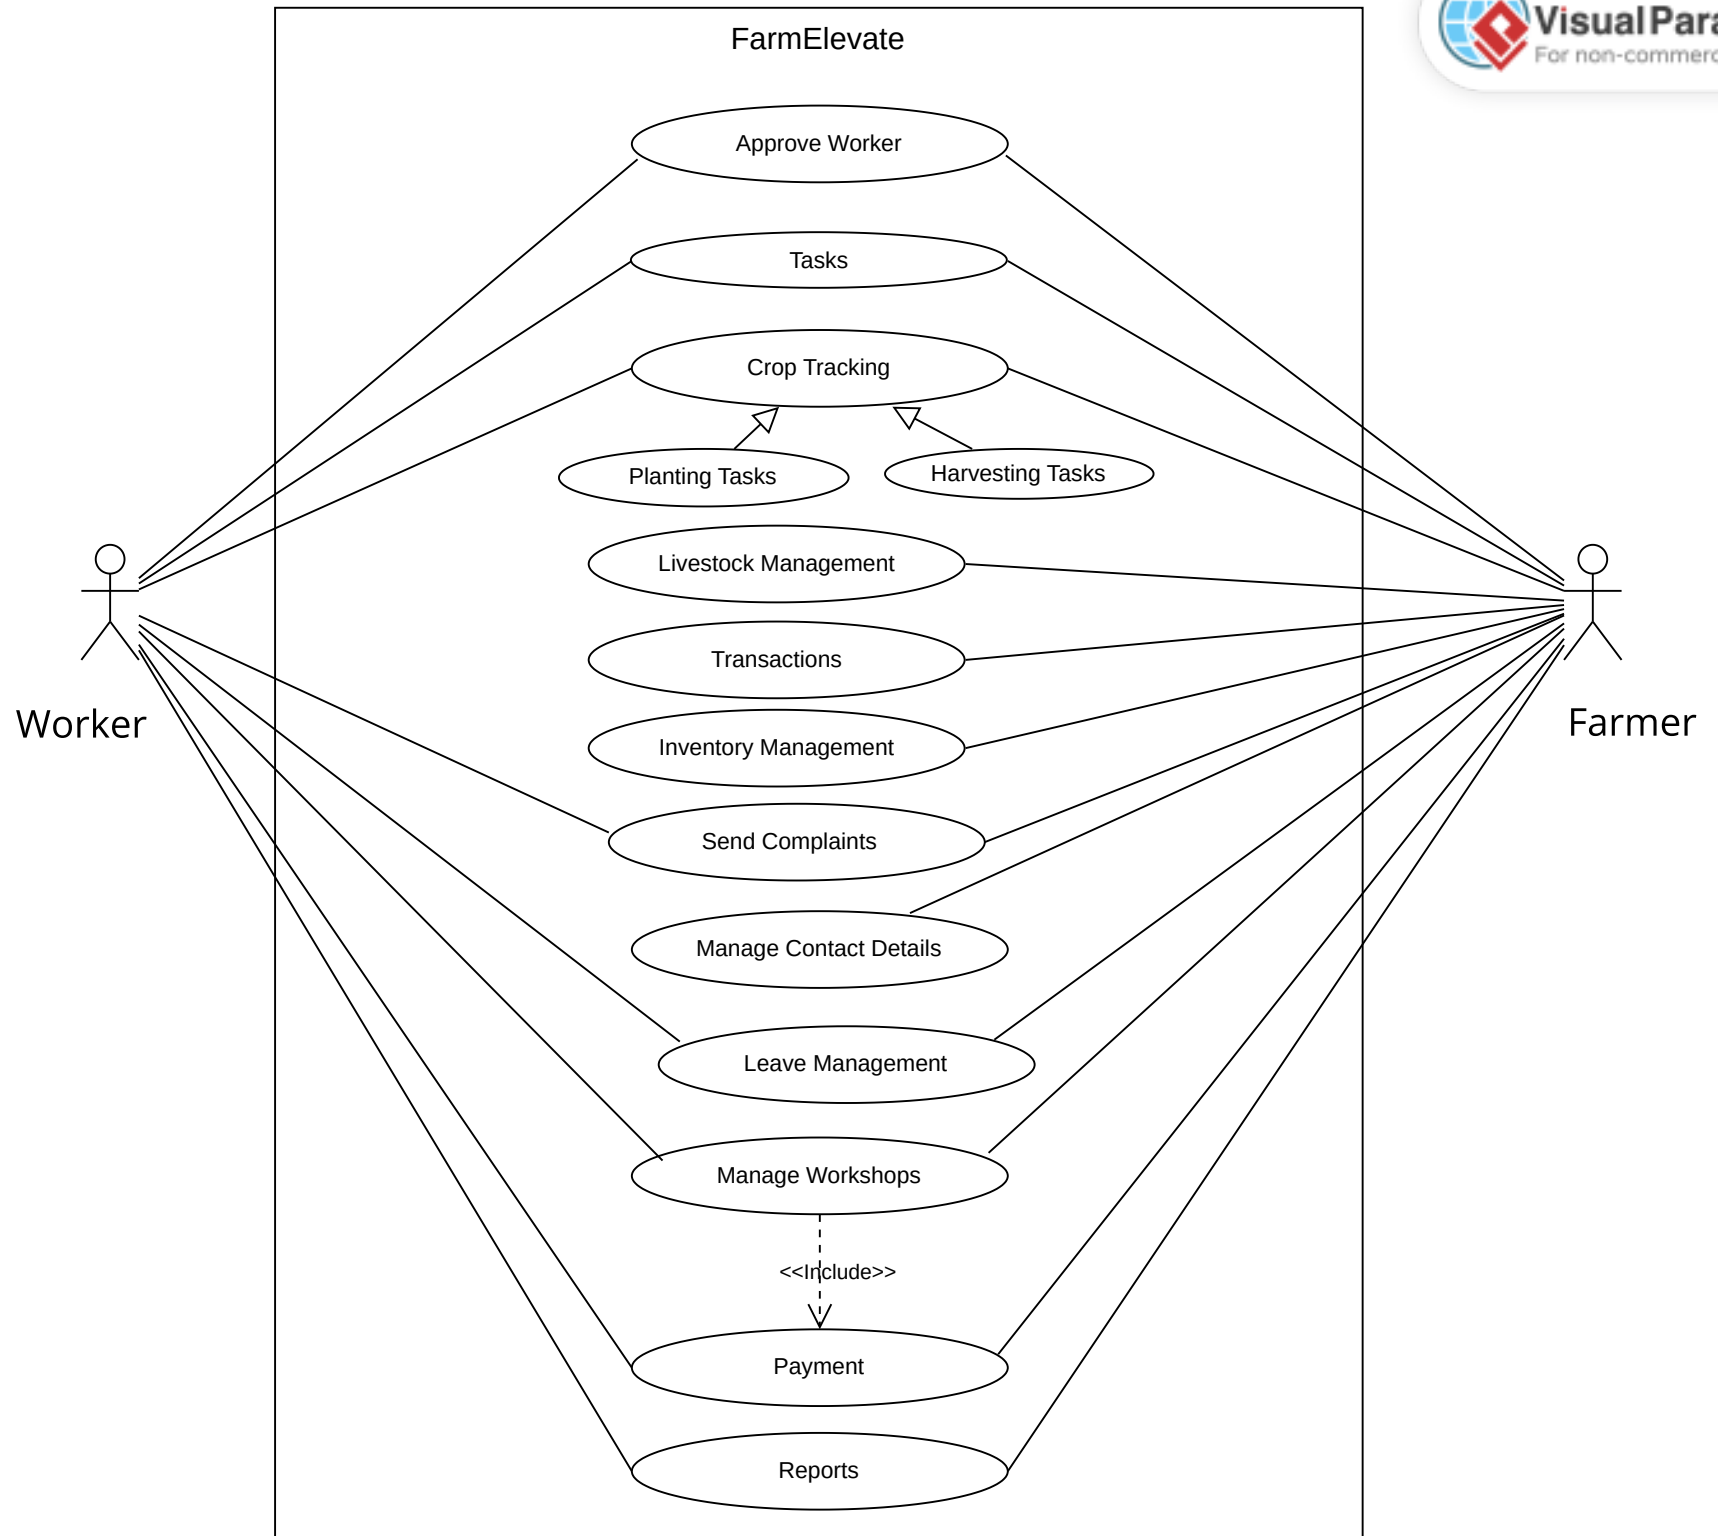 FarmElevate
Visual Para
For non-commerc
Approve Worker
Tasks
Crop Tracking
Planting Tasks
Harvesting Tasks
Livestock Management
Transactions
Worker
Farmer
Inventory Management
Send Complaints
Manage Contact Details
Leave Management
Manage Workshops
<<Include>>
Payment
Reports